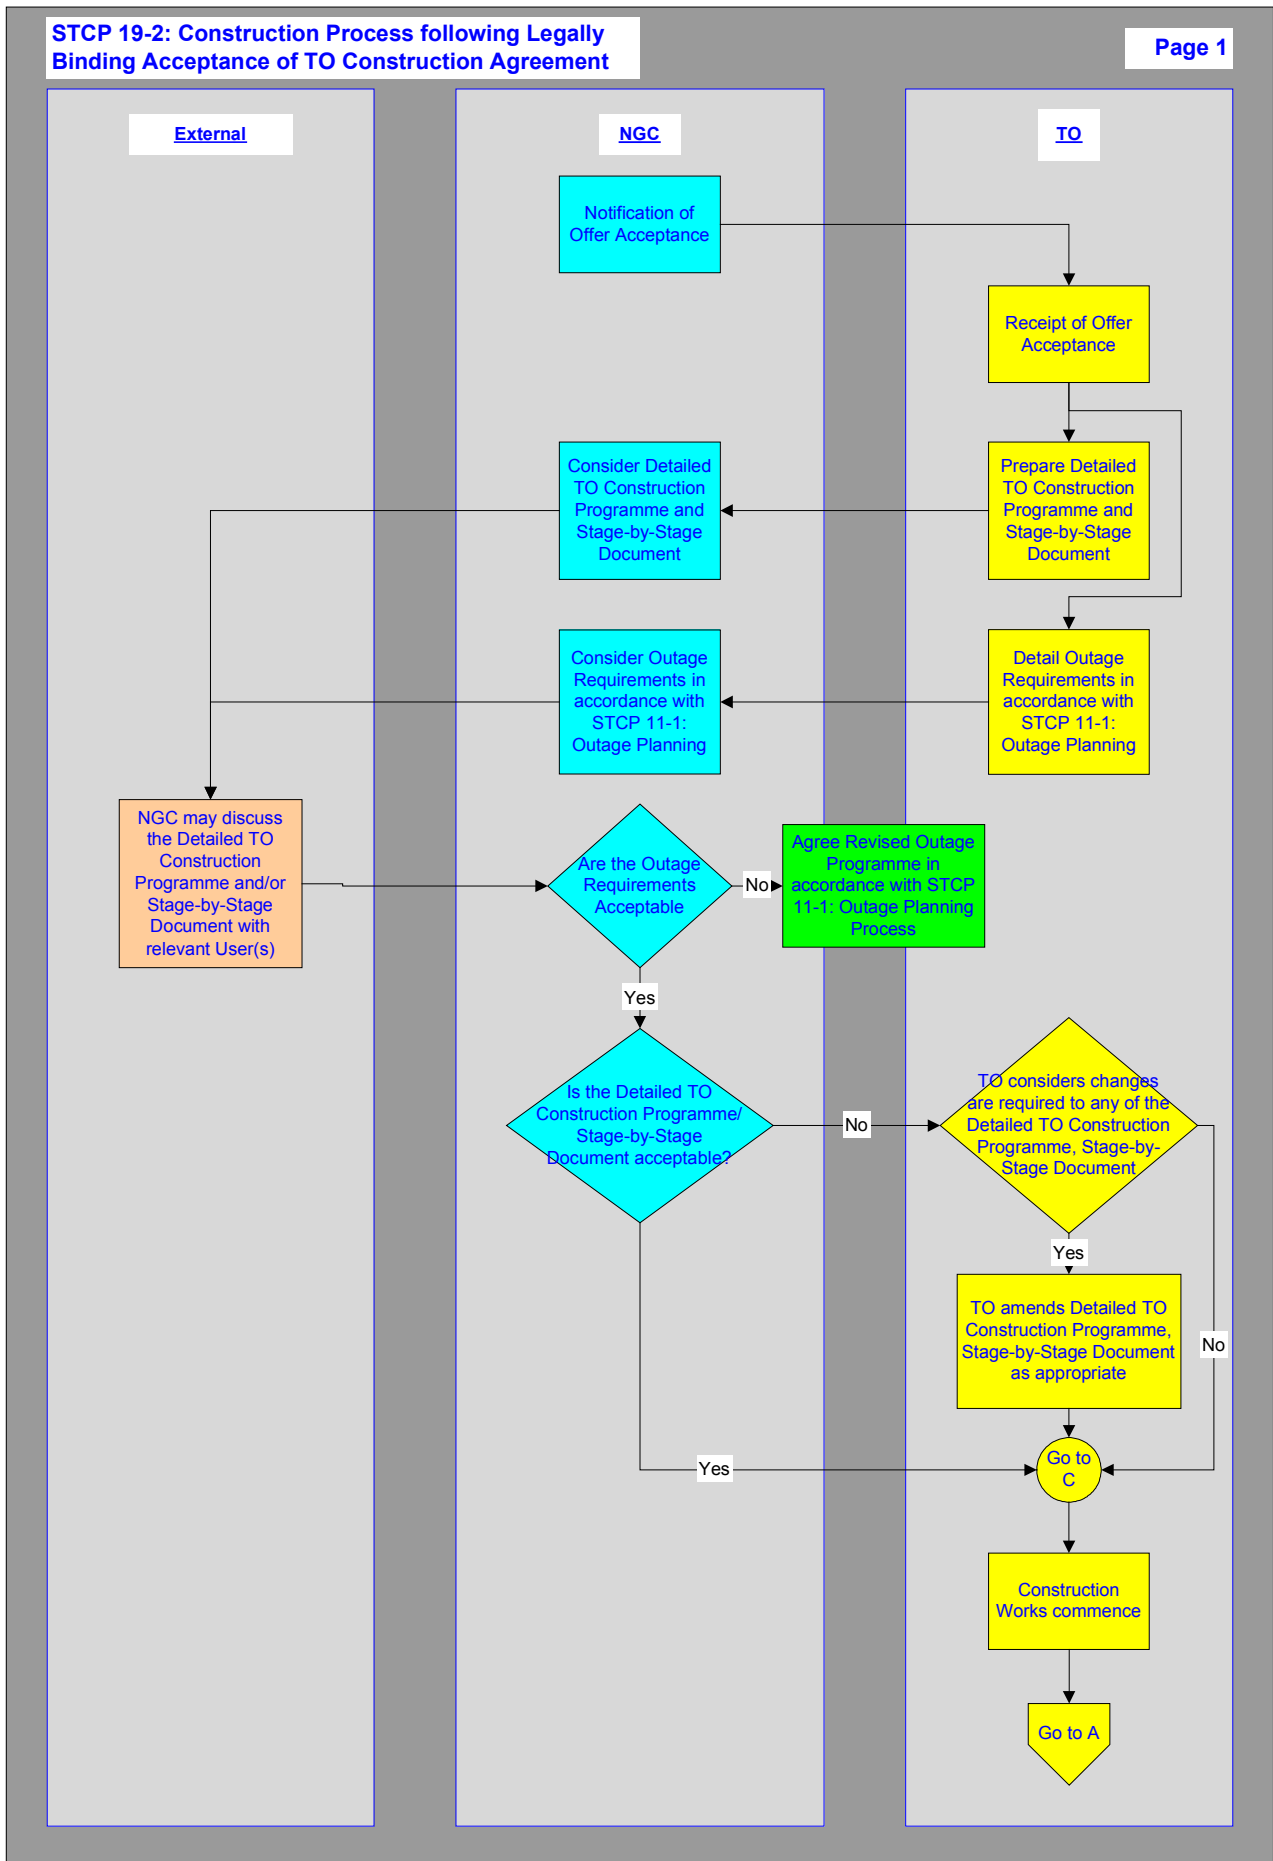 STCP 19-2: Construction Process following Legally
Binding Acceptance of TO Construction Agreement
Page 1
External
NGC
TO
Notification of
Offer Acceptance
Receipt of Offer
Acceptance
Consider Detailed
TO Construction
Programme and
Stage-by-Stage
Document
Prepare Detailed
TO Construction
Programme and
Stage-by-Stage
Document
Consider Outage
Requirements in
accordance with
STCP 11-1:
Outage Planning
Detail Outage
Requirements in
accordance with
STCP 11-1:
Outage Planning
NGC may discuss
the Detailed TO
Construction
Programme and/or
Stage-by-Stage
Document with
relevant User(s)
Are the Outage
Requirements
Acceptable
No
Agree Revised Outage
Programme in
accordance with STCP
11-1: Outage Planning
Process
Yes
Is the Detailed TO
Construction Programme/
Stage-by-Stage
Document acceptable?
No
TO considers changes
are required to any of the
Detailed TO Construction
Programme, Stage-by-
Stage Document
Yes
TO amends Detailed TO
Construction Programme,
Stage-by-Stage Document
as appropriate
No
Yes
Go to
C
Construction
Works commence
Go to A